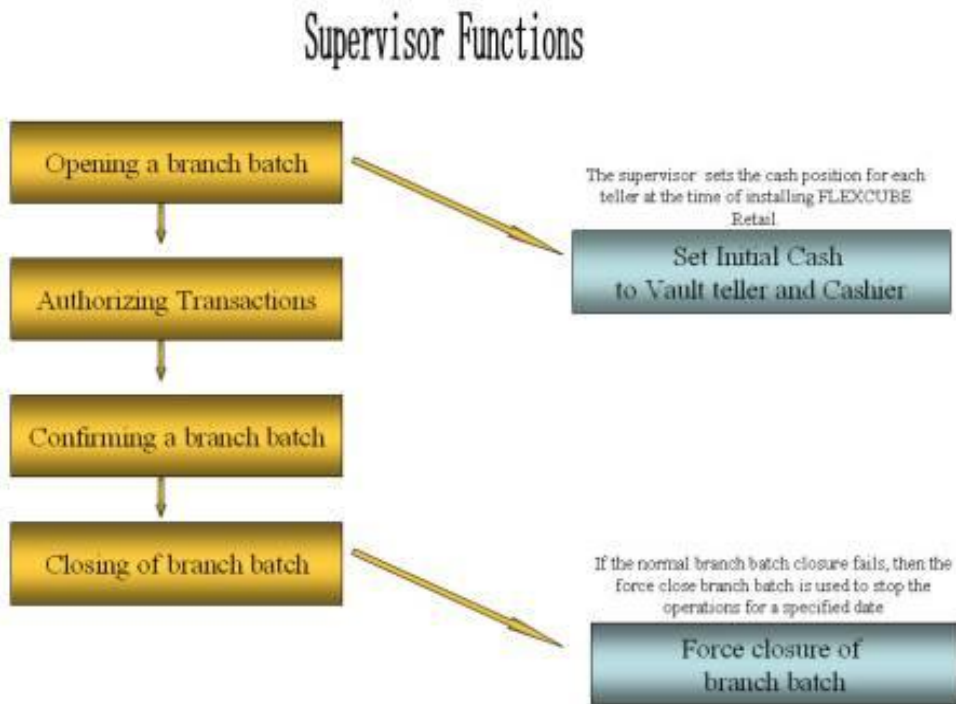 Supervisor Functions
Opening a branch batch
The supervisor sets the cash position for each
teller at the time of installing FLEXCUBE
Retail
Set Initial Cash
to Vault teller and Cashier
Authorizing Transactions
Confirming a branch batch
Closing of branch batch
If the normal branch batch closure fails, then the
force close branch batch is used to stop the
operations for a specified date
Force closure of
branch batch